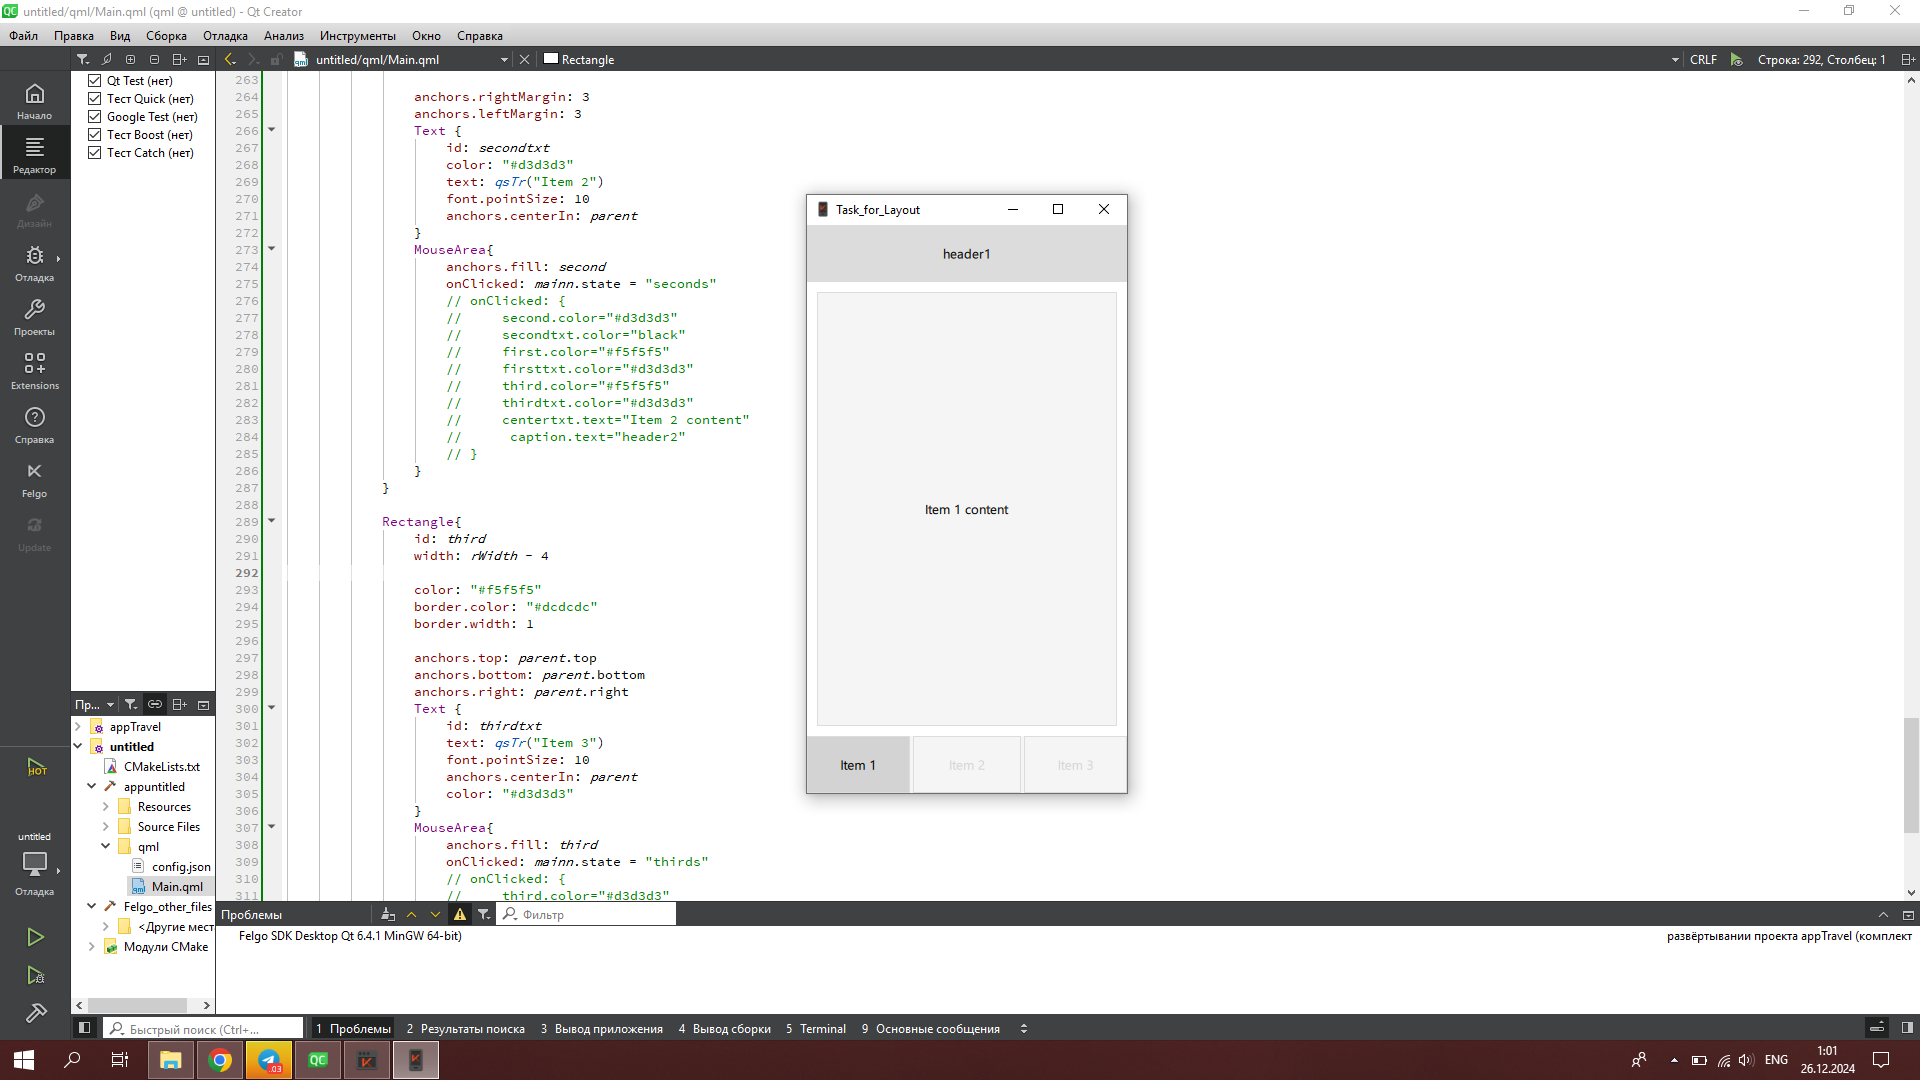 untitled/qml/Main.qml (qml @ untitled) - Qt Creator
Файл Правка Вид Сборка Отладка Анализ Инструменты Окно Справка
untitled/qml/Main.qml
Rectangle
CRLF
Строка: 292, Столбец: 1
Начало
Редактор
Дизайн
Отладка
Проекты
Extensions
Справка
Felgo
Update
HOT
untitled
Отладка
Qt Test (нет)
Тест Quick (нет)
Google Test (нет)
Тест Boost (нет)
Тест Catch (нет)
Пр...
appTravel
untitled
CMakeLists.txt
appuntitled
Resources
Source Files
qml
config.json
Main.qml
Felgo_other_files
<Другие мест
Модули CMake
263
264 anchors.rightMargin: 3
265 anchors.leftMargin: 3
266 Text {
267 id: secondtxt
268 color: "#d3d3d3"
269 text: qsTr("Item 2")
270 font.pointSize: 10
271 anchors.centerIn: parent
272 }
273 MouseArea{
274 anchors.fill: second
275 onClicked: mainn.state = "seconds"
276 // onClicked: {
277 // second.color="#d3d3d3"
278 // secondtxt.color="black"
279 // first.color="#f5f5f5"
280 // firsttxt.color="#d3d3d3"
281 // third.color="#f5f5f5"
282 // thirdtxt.color="#d3d3d3"
283 // centertxt.text="Item 2 content"
284 // caption.text="header2"
285 // }
286 }
287 }
288
289 Rectangle{
290 id: third
291 width: rWidth - 4
292
293 color: "#f5f5f5"
294 border.color: "#dcdcdc"
295 border.width: 1
296
297 anchors.top: parent.top
298 anchors.bottom: parent.bottom
299 anchors.right: parent.right
300 Text {
301 id: thirdtxt
302 text: qsTr("Item 3")
303 font.pointSize: 10
304 anchors.centerIn: parent
305 color: "#d3d3d3"
306 }
307 MouseArea{
308 anchors.fill: third
309 onClicked: mainn.state = "thirds"
310 // onClicked: {
311 // third.color="#d3d3d3"
Task_for_Layout
header1
Item 1 content
Item 1
Item 2
Item 3
Проблемы
Фильтр
Felgo SDK Desktop Qt 6.4.1 MinGW 64-bit)
развёртывании проекта appTravel (комплект
Быстрый поиск (Ctrl+...
1 Проблемы 2 Результаты поиска 3 Вывод приложения 4 Вывод сборки 5 Terminal 9 Основные сообщения
QC
.03
QC
ENG
1:01
26.12.2024